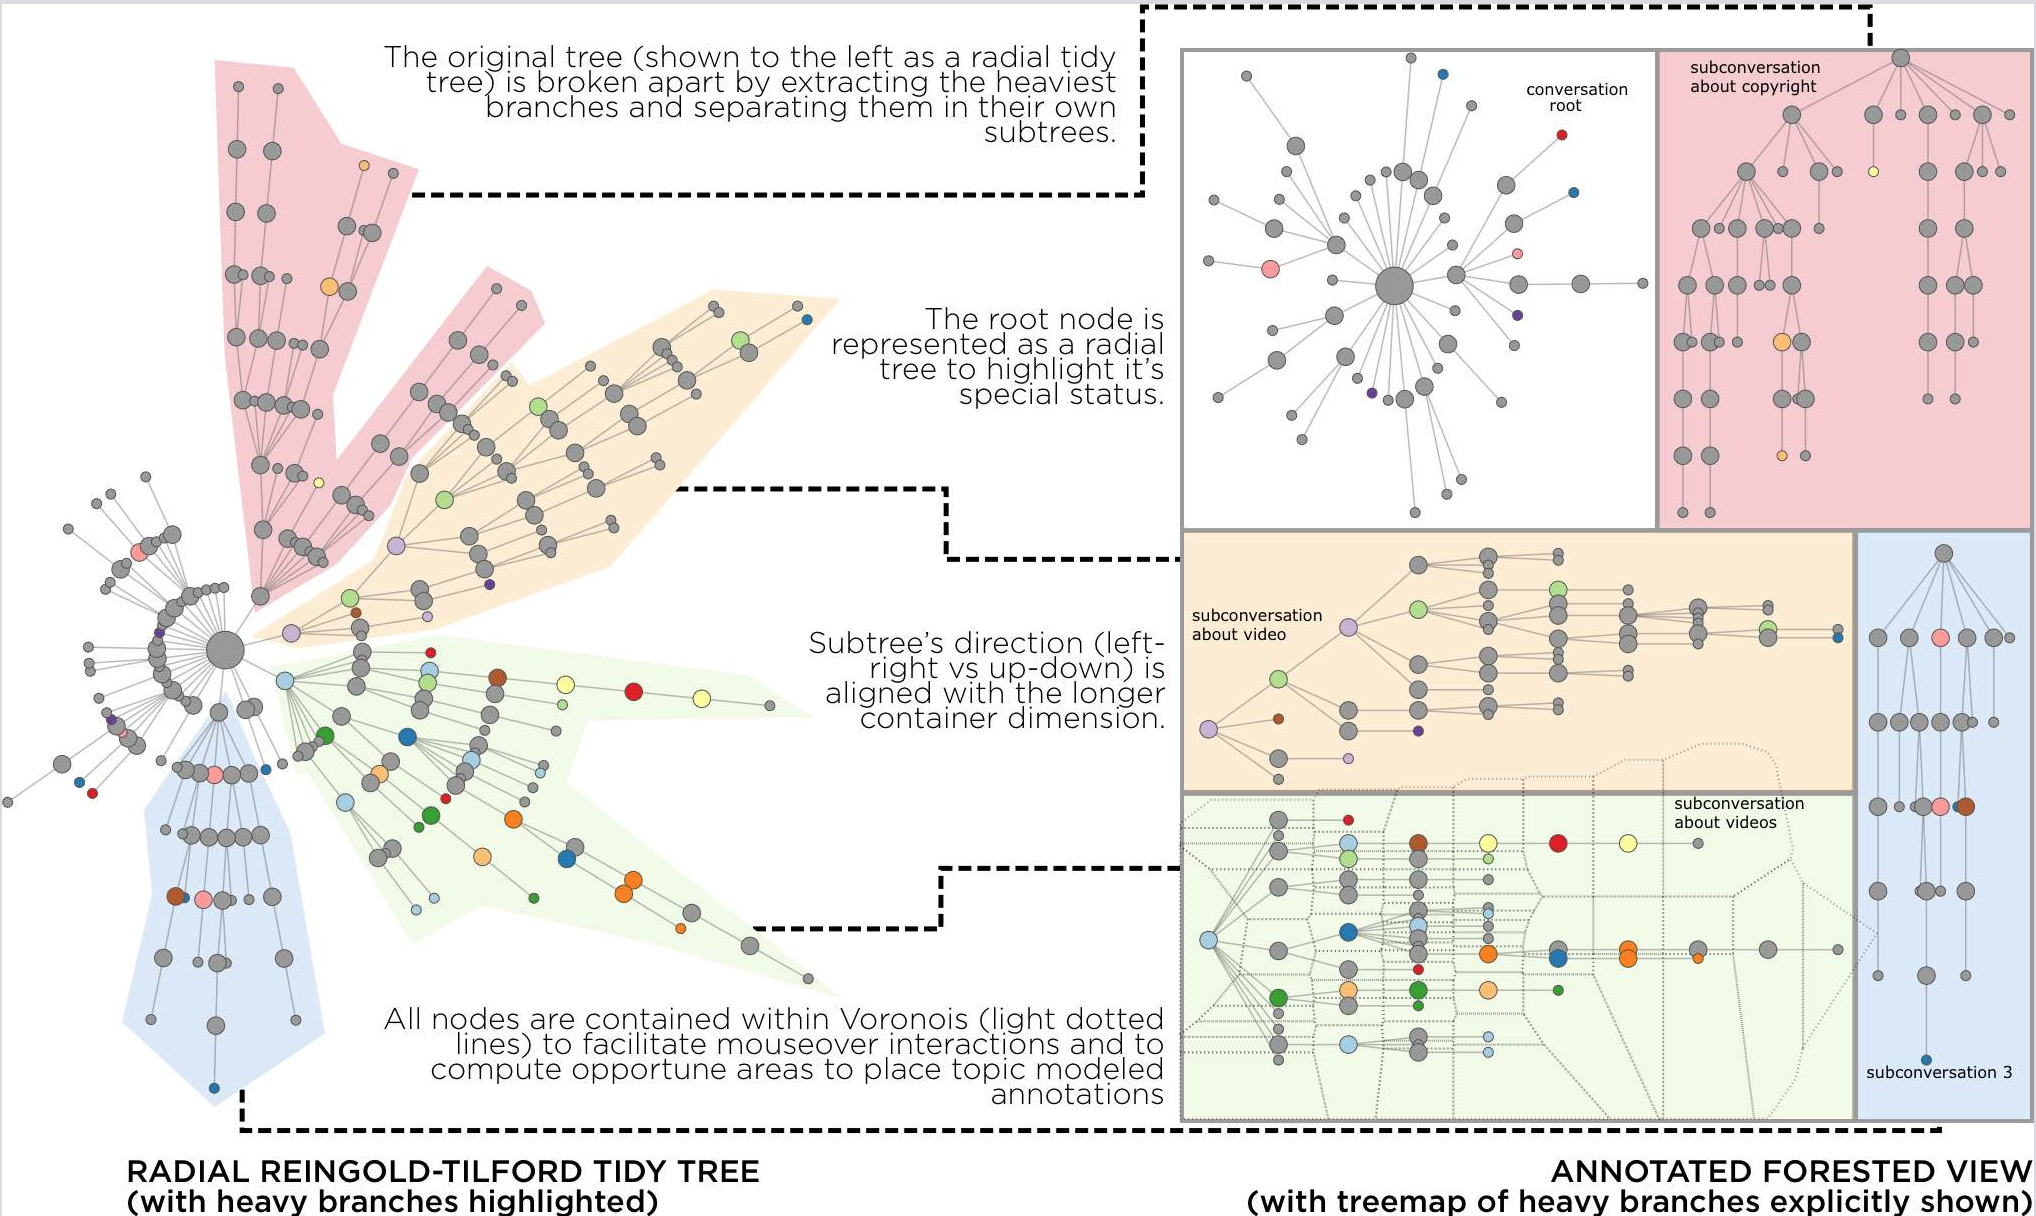 The original tree (shown to the left as a radial tidy
tree) is broken apart by extracting the heaviest
branches and separating them in their own
subtrees.
conversation
root
subconversation
about copyright
The root node is
represented as a radial
tree to highlight it's
special status.
subconversation
about video
Subtree's direction (left-
right vs up-down) is
aligned with the longer
container dimension.
subconversation
about videos
All nodes are contained within Voronois (light dotted
lines) to facilitate mouseover interactions and to
compute opportune areas to place topic modeled
annotations
subconversation 3
RADIAL REINGOLD-TILFORD TIDY TREE
(with heavy branches highlighted)
ANNOTATED FORESTED VIEW
(with treemap of heavy branches explicitly shown)